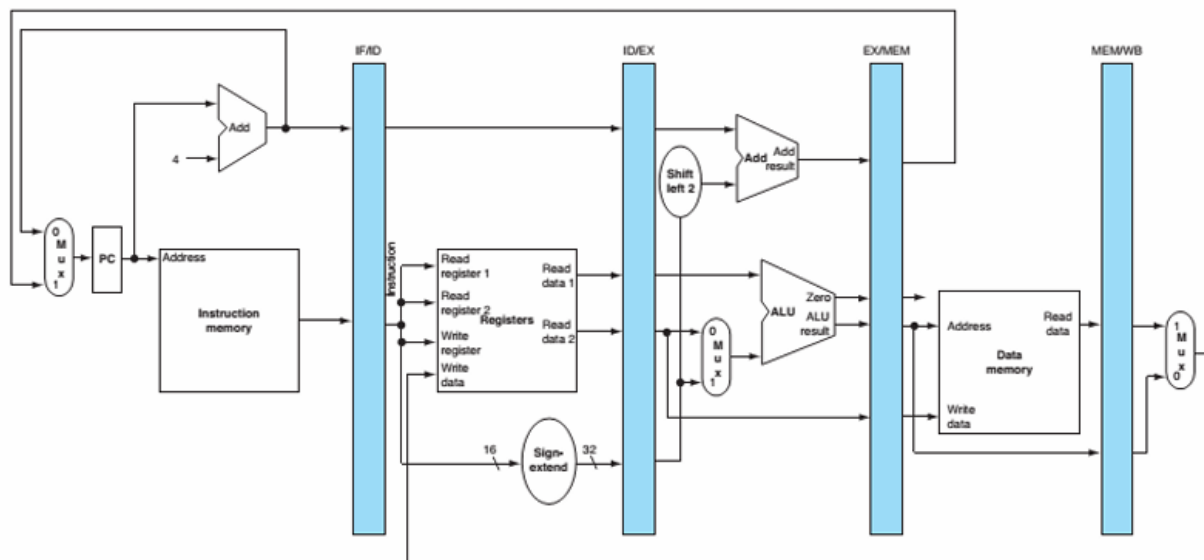 IF/ID
ID/EX
EX/MEM
MEM/WB
Add
4
Add
Add
result
Shift
left 2
0
M
u
x
1
PC
Address
Instruction
memory
Instruction
Read
register 1
Read
register 2
Write
register
Write
data
Registers
Read
data 1
Read
data 2
0
M
u
x
1
Zero
ALU
ALU
result
Address
Read
data
Data
memory
Write
data
1
M
u
x
0
16
Sign-
extend
32